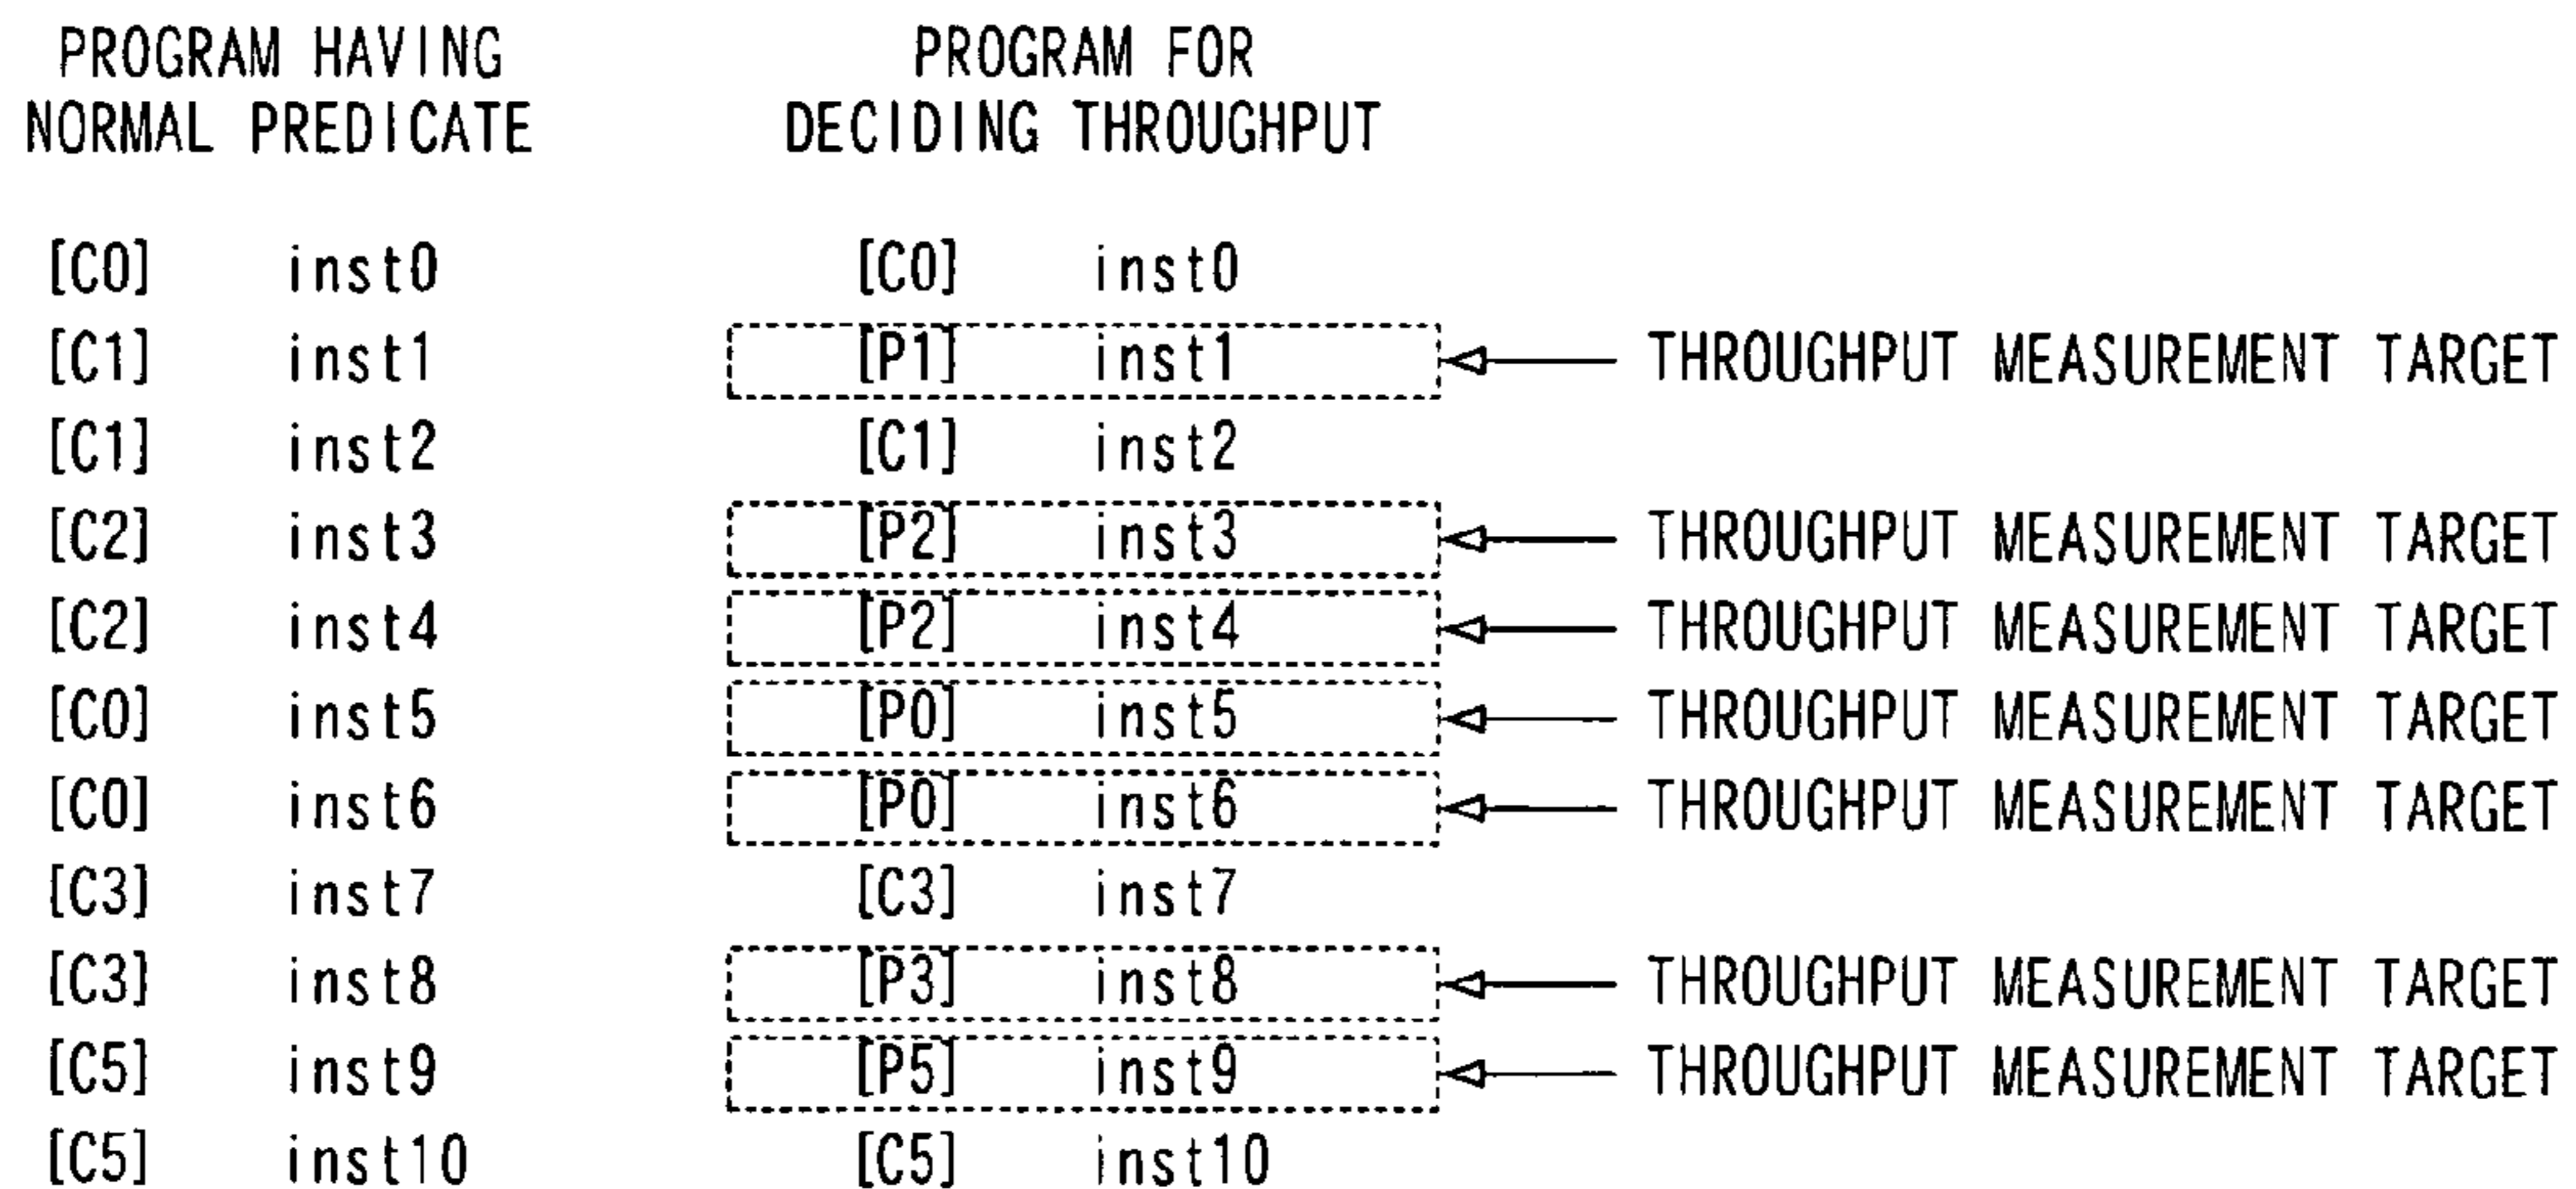 PROGRAM HAVING PROGRAM FOR
NORMAL PREDICATE DECIDING THROUGHPUT
[C0] inst0 [C0] inst0
[C1] inst1 [P1] inst1 THROUGHPUT MEASUREMENT TARGET
[C1] inst2 [C1] inst2
[C2] inst3 [P2] inst3 THROUGHPUT MEASUREMENT TARGET
[C2] inst4 [P2] inst4 THROUGHPUT MEASUREMENT TARGET
[C0] inst5 [P0] inst5 THROUGHPUT MEASUREMENT TARGET
[C0] inst6 [P0] inst6 THROUGHPUT MEASUREMENT TARGET
[C3] inst7 [C3] inst7
[C3] inst8 [P3] inst8 THROUGHPUT MEASUREMENT TARGET
[C5] inst9 [P5] inst9 THROUGHPUT MEASUREMENT TARGET
[C5] inst10 [C5] inst10